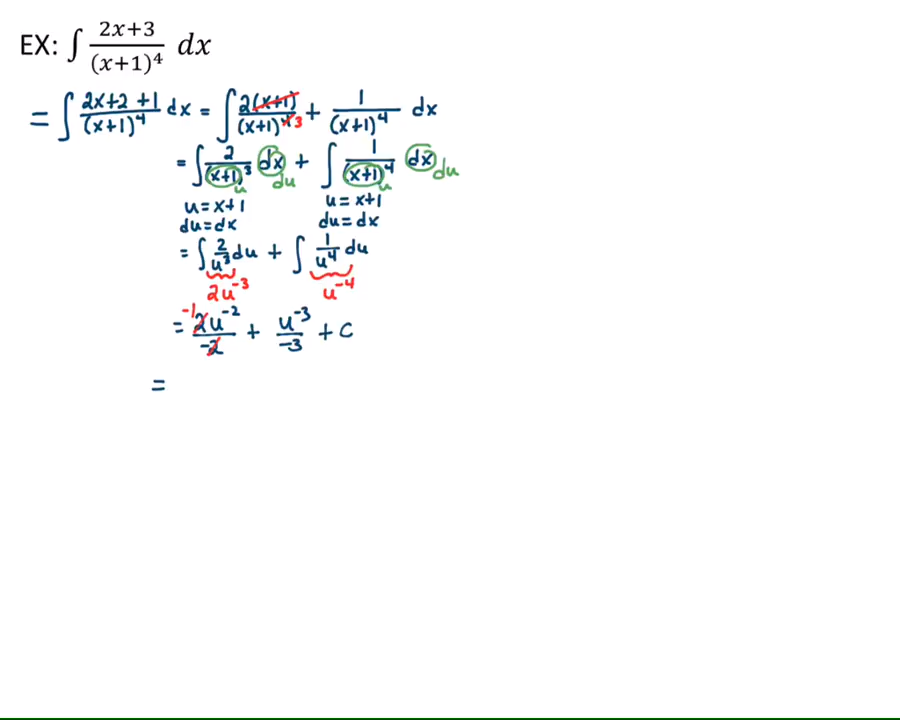 EX: ∫ (2x+3)/(x+1)⁴ dx
= ∫ (2x+2+1)/(x+1)⁴ dx = ∫ 2(x+1)/(x+1)⁴ ³ + 1/(x+1)⁴ dx
= ∫ 2/(x+1)³ dx + ∫ 1/(x+1)⁴ dx
u du u du
u = x+1 u = x+1
du = dx du = dx
= ∫ 2/u³ du + ∫ 1/u⁴ du
2u⁻³ u⁻⁴
= -1 2u⁻²/-2 + u⁻³/-3 + C
=